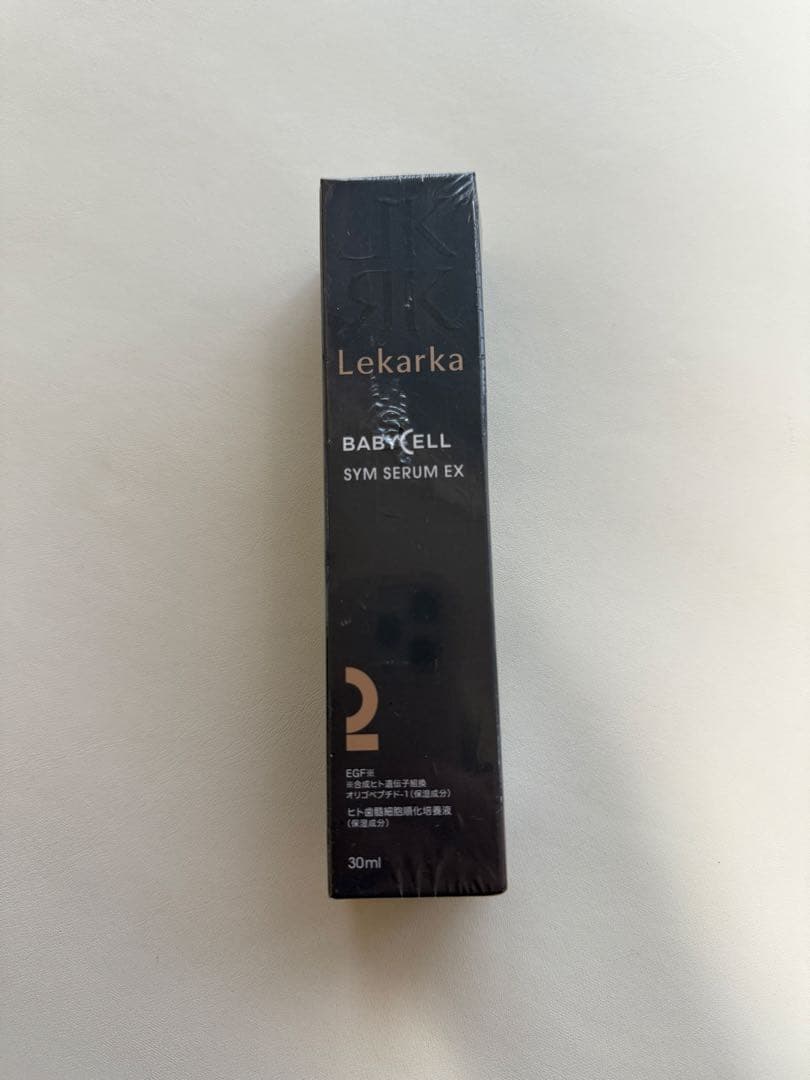 Lekarka
BABYCELL
SYM SERUM EX
2
EGF※
※合成ヒト遺伝子組換
オリゴペプチド-1(保湿成分)
ヒト歯髄細胞順化培養液
(保湿成分)
30ml